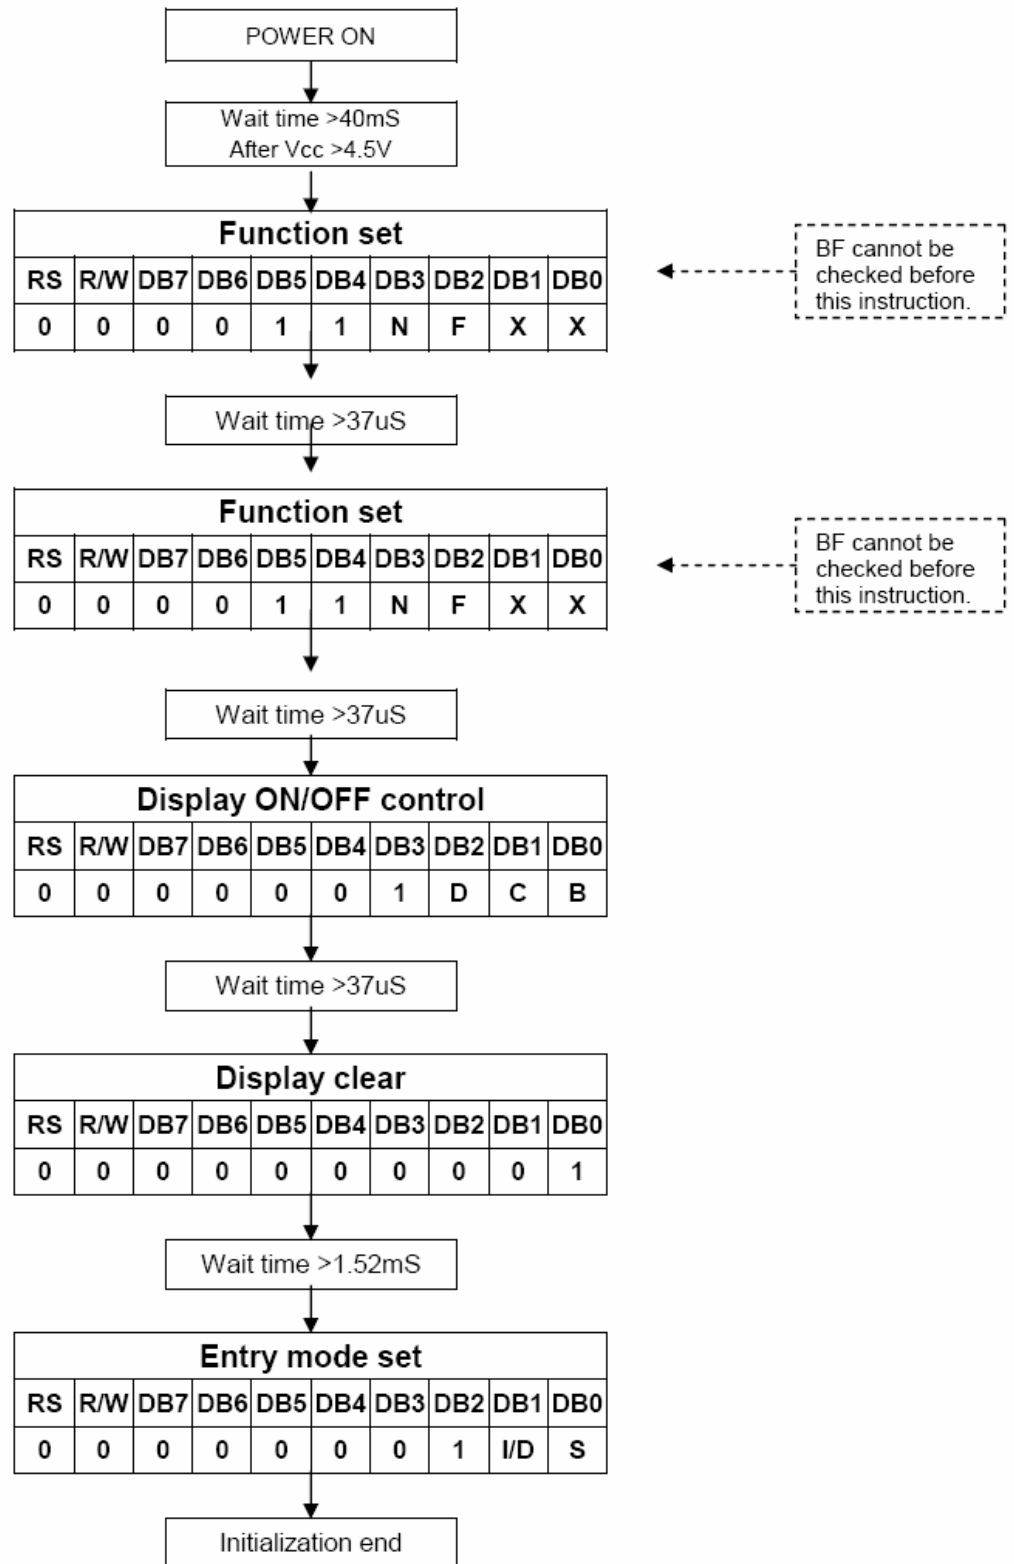 POWER ON
Wait time >40mS
After Vcc >4.5V
Function set
RS R/W DB7 DB6 DB5 DB4 DB3 DB2 DB1 DB0
0 0 0 0 1 1 N F X X
BF cannot be
checked before
this instruction.
Wait time >37uS
Function set
RS R/W DB7 DB6 DB5 DB4 DB3 DB2 DB1 DB0
0 0 0 0 1 1 N F X X
BF cannot be
checked before
this instruction.
Wait time >37uS
Display ON/OFF control
RS R/W DB7 DB6 DB5 DB4 DB3 DB2 DB1 DB0
0 0 0 0 0 0 1 D C B
Wait time >37uS
Display clear
RS R/W DB7 DB6 DB5 DB4 DB3 DB2 DB1 DB0
0 0 0 0 0 0 0 0 0 1
Wait time >1.52mS
Entry mode set
RS R/W DB7 DB6 DB5 DB4 DB3 DB2 DB1 DB0
0 0 0 0 0 0 0 1 I/D S
Initialization end